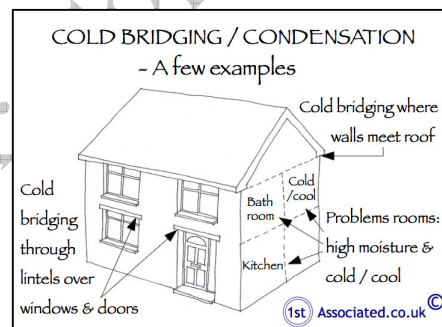 COLD BRIDGING / CONDENSATION
- A few examples
Cold bridging where
walls meet roof
Cold
bridging
through
lintels over
windows & doors
Bath
room
Cold
/cool
Kitchen
Problems rooms:
high moisture &
cold / cool
1st Associated.co.uk ©